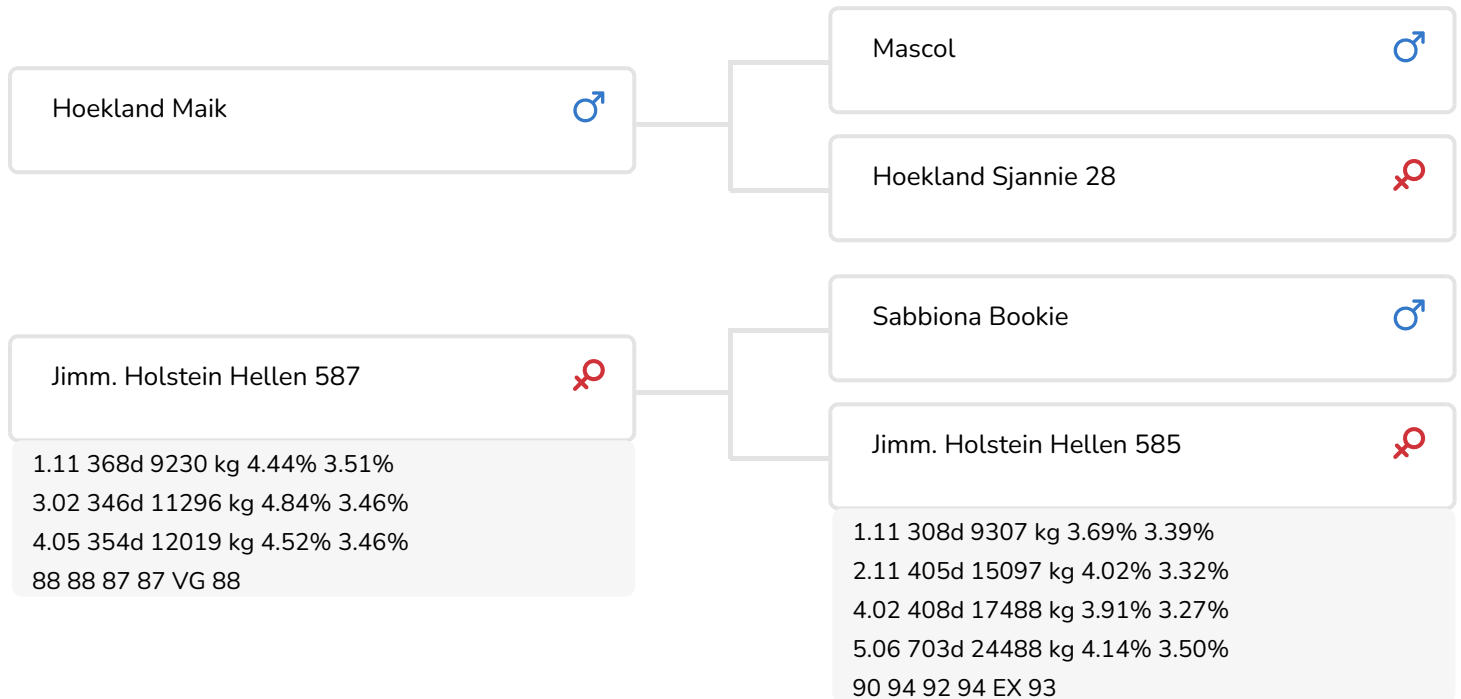 Hoekland Maik
Mascol
Hoekland Sjannie 28
Jimm. Holstein Hellen 587
1.11 368d 9230 kg 4.44% 3.51%
3.02 346d 11296 kg 4.84% 3.46%
4.05 354d 12019 kg 4.52% 3.46%
88 88 87 87 VG 88
Sabbiona Bookie
Jimm. Holstein Hellen 585
1.11 308d 9307 kg 3.69% 3.39%
2.11 405d 15097 kg 4.02% 3.32%
4.02 408d 17488 kg 3.91% 3.27%
5.06 703d 24488 kg 4.14% 3.50%
90 94 92 94 EX 93